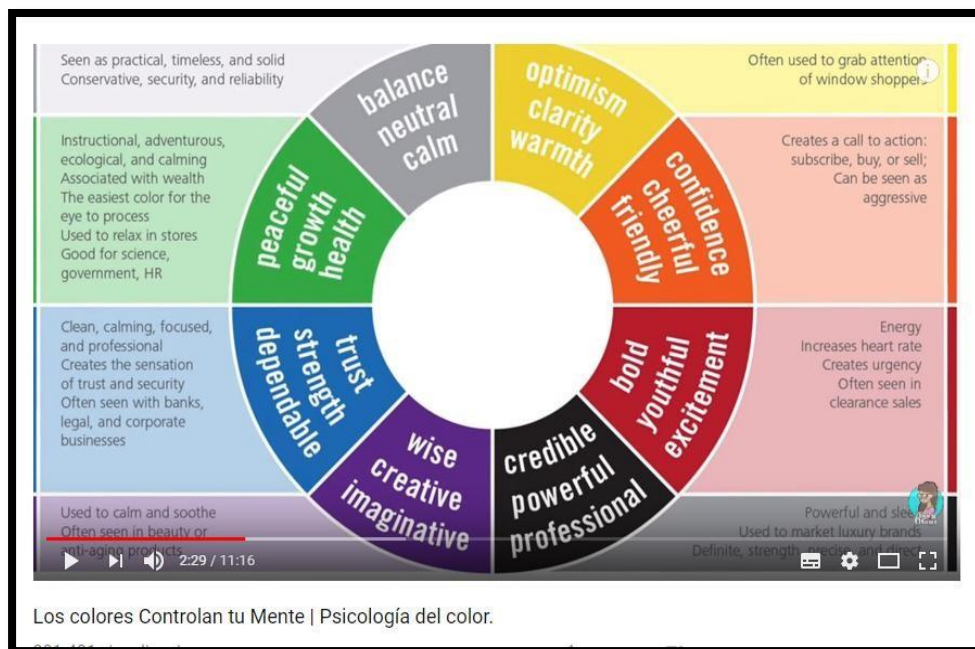 Seen as practical, timeless, and solid
Conservative, security, and reliability
balance
neutral
calm
optimism
clarity
warmth
Often used to grab attention
of window shoppers
Instructional, adventurous,
ecological, and calming
Associated with wealth
The easiest color for the
eye to process
Used to relax in stores
Good for science,
government, HR
peaceful
growth
health
confidence
cheerful
friendly
Creates a call to action:
subscribe, buy, or sell;
Can be seen as
aggressive
Clean, calming, focused,
and professional
Creates the sensation
of trust and security
Often seen with banks,
legal, and corporate
businesses
trust
strength
dependable
bold
youthful
excitement
Energy
Increases heart rate
Creates urgency
Often seen in
clearance sales
Used to calm and soothe
Often seen in beauty or
anti-aging products
wise
creative
imaginative
credible
powerful
professional
Powerful and sleek
Used to market luxury brands
Definite, strength, precise, and direct
2:29 / 11:16
Los colores Controlan tu Mente | Psicología del color.